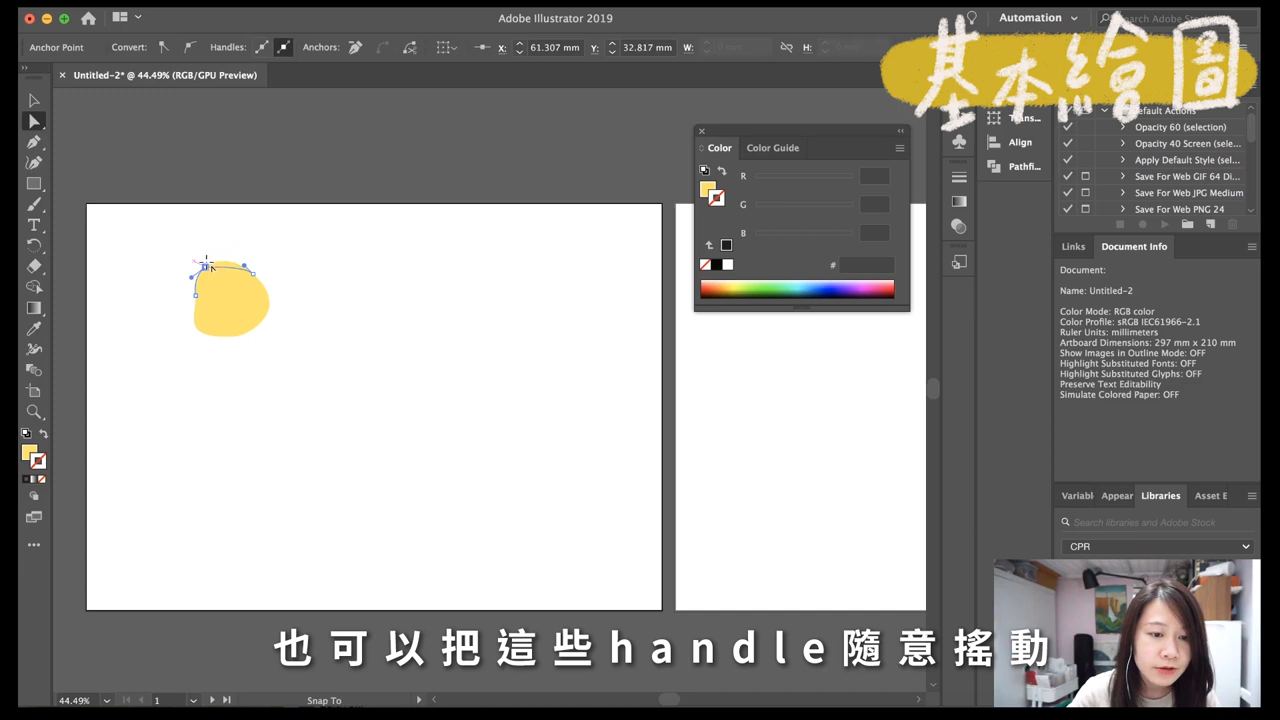 Adobe Illustrator 2019
Automation
Search Adobe Stock
Anchor Point
Convert:
Handles:
Anchors:
X: 61.307 mm
Y: 32.817 mm
W:
H:
基本繪圖
Untitled-2* @ 44.49% (RGB/GPU Preview)
Default Actions
Opacity 60 (selection)
Opacity 40 Screen (sele...
Apply Default Style (sel...
Save For Web GIF 64 Di...
Save For Web JPG Medium
Save For Web PNG 24
Trans...
Align
Pathfi...
Color
Color Guide
R
G
B
#
Links
Document Info
Document:
Name: Untitled-2
Color Mode: RGB color
Color Profile: sRGB IEC61966-2.1
Ruler Units: millimeters
Artboard Dimensions: 297 mm x 210 mm
Show Images in Outline Mode: OFF
Highlight Substituted Fonts: OFF
Highlight Substituted Glyphs: OFF
Preserve Text Editability
Simulate Colored Paper: OFF
Variabl
Appear
Libraries
Asset E
Search libraries and Adobe Stock
CPR
也可以把這些handle隨意搖動
44.49%
1
Snap To